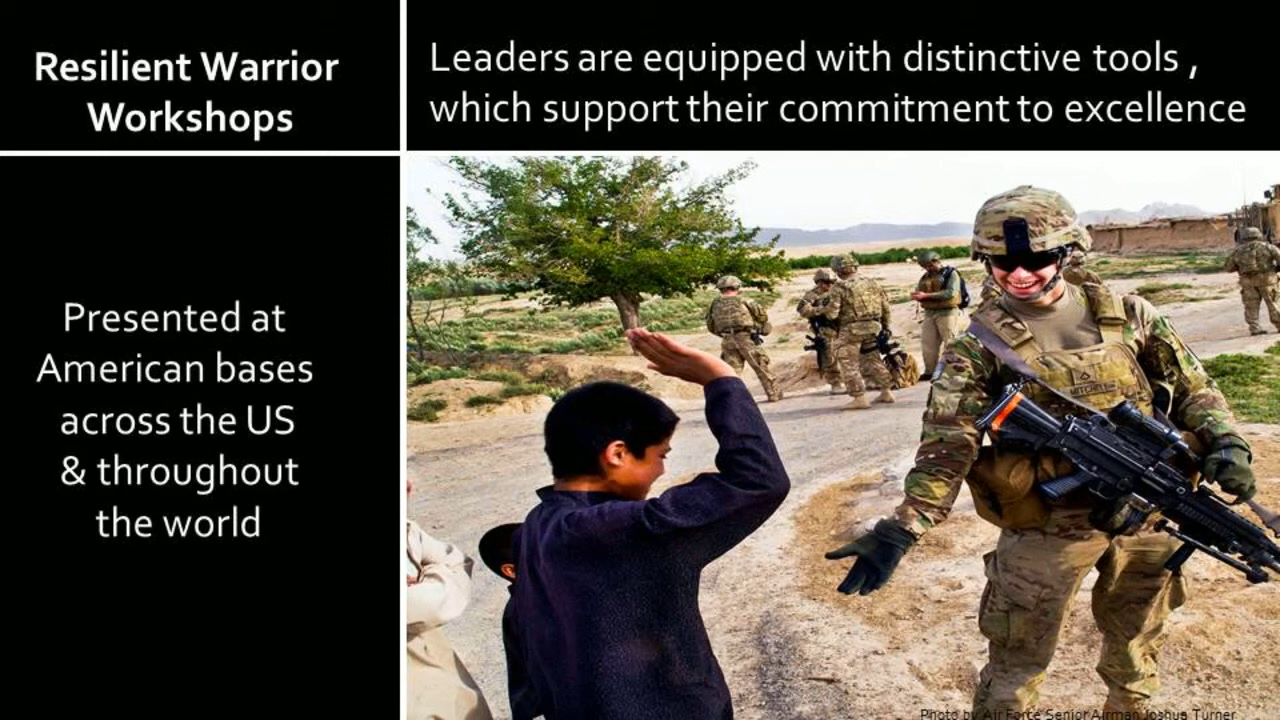 Resilient Warrior
Workshops
Leaders are equipped with distinctive tools ,
which support their commitment to excellence
Presented at
American bases
across the US
& throughout
the world
MITCHELL
Photo by Air Force Senior Airman Joshua Turner